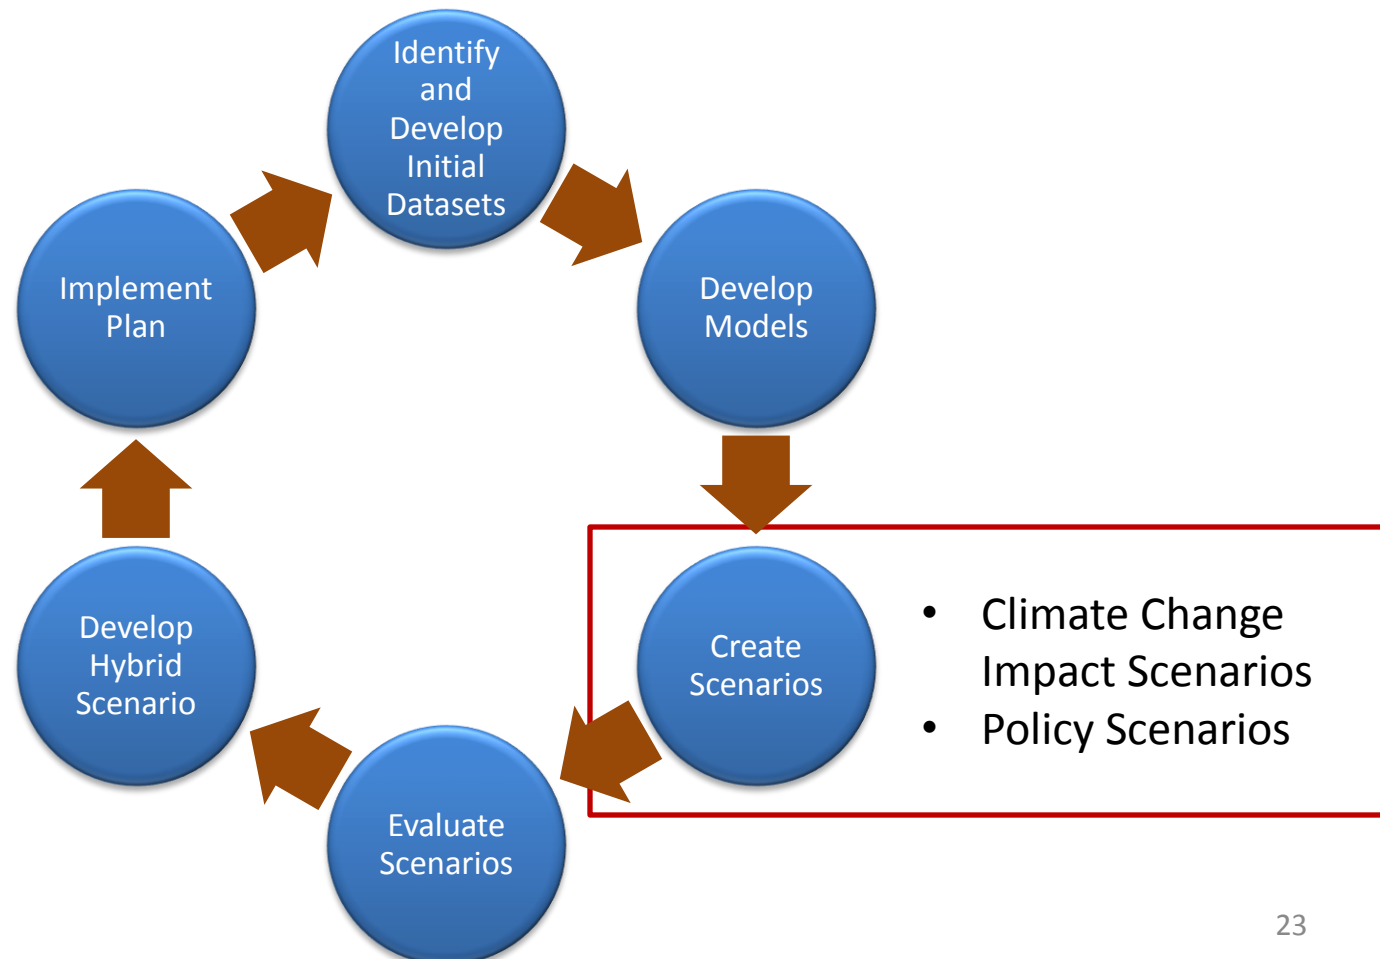 Identify
and
Develop
Initial
Datasets
Implement
Plan
Develop
Models
Develop
Hybrid
Scenario
Create
Scenarios
• Climate Change
Impact Scenarios
• Policy Scenarios
Evaluate
Scenarios
23